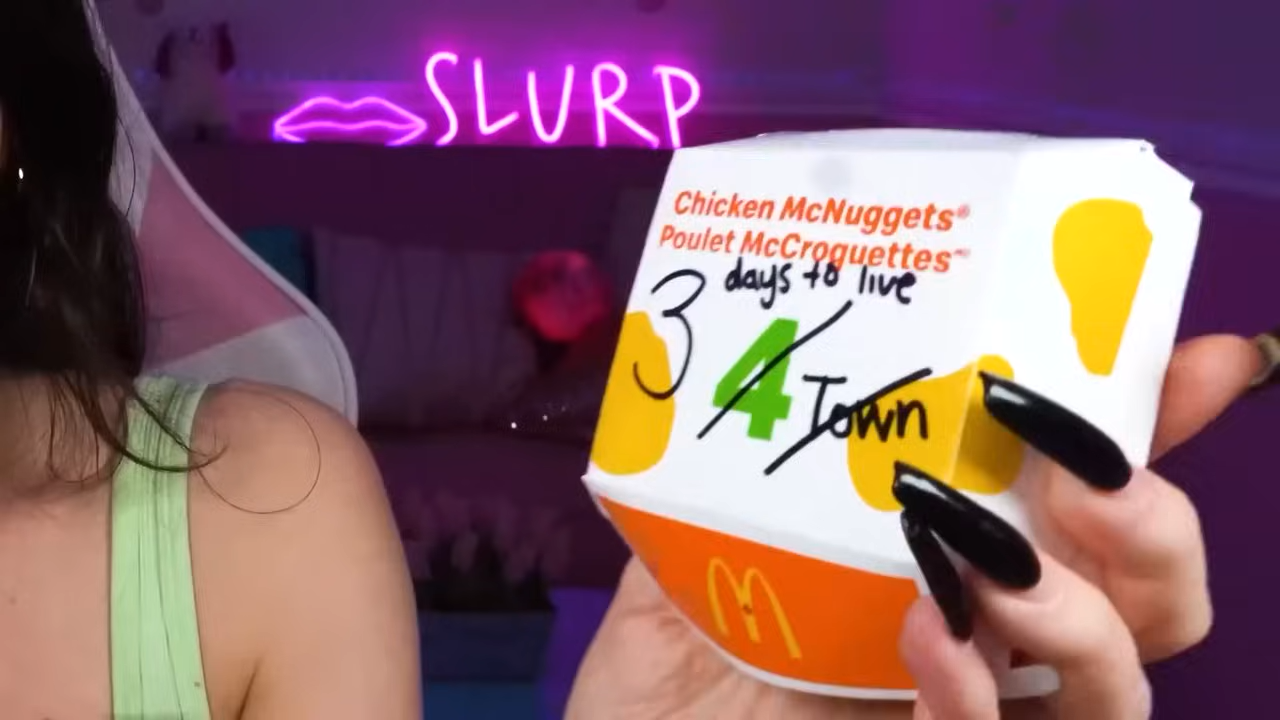 SLURP
Chicken McNuggets®
Poulet McCroquettes
days to live
3 4 Town
M